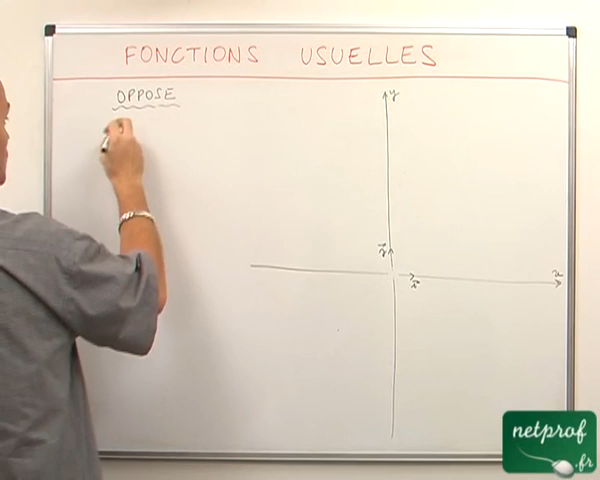 FONCTIONS USUELLES
OPPOSE
y
j
i
x
netprof
.fr